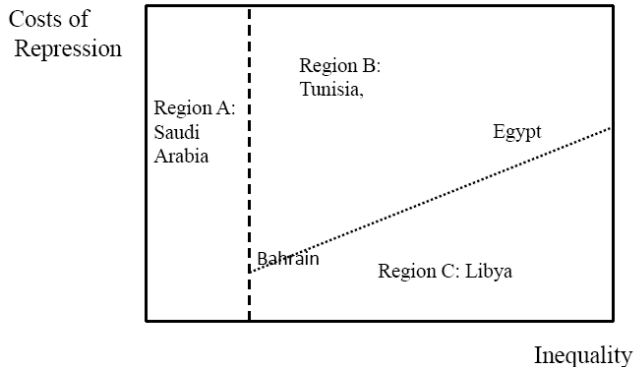 Costs of
Repression
Region A:
Saudi
Arabia
Region B:
Tunisia,
Egypt
Bahrain
Region C: Libya
Inequality